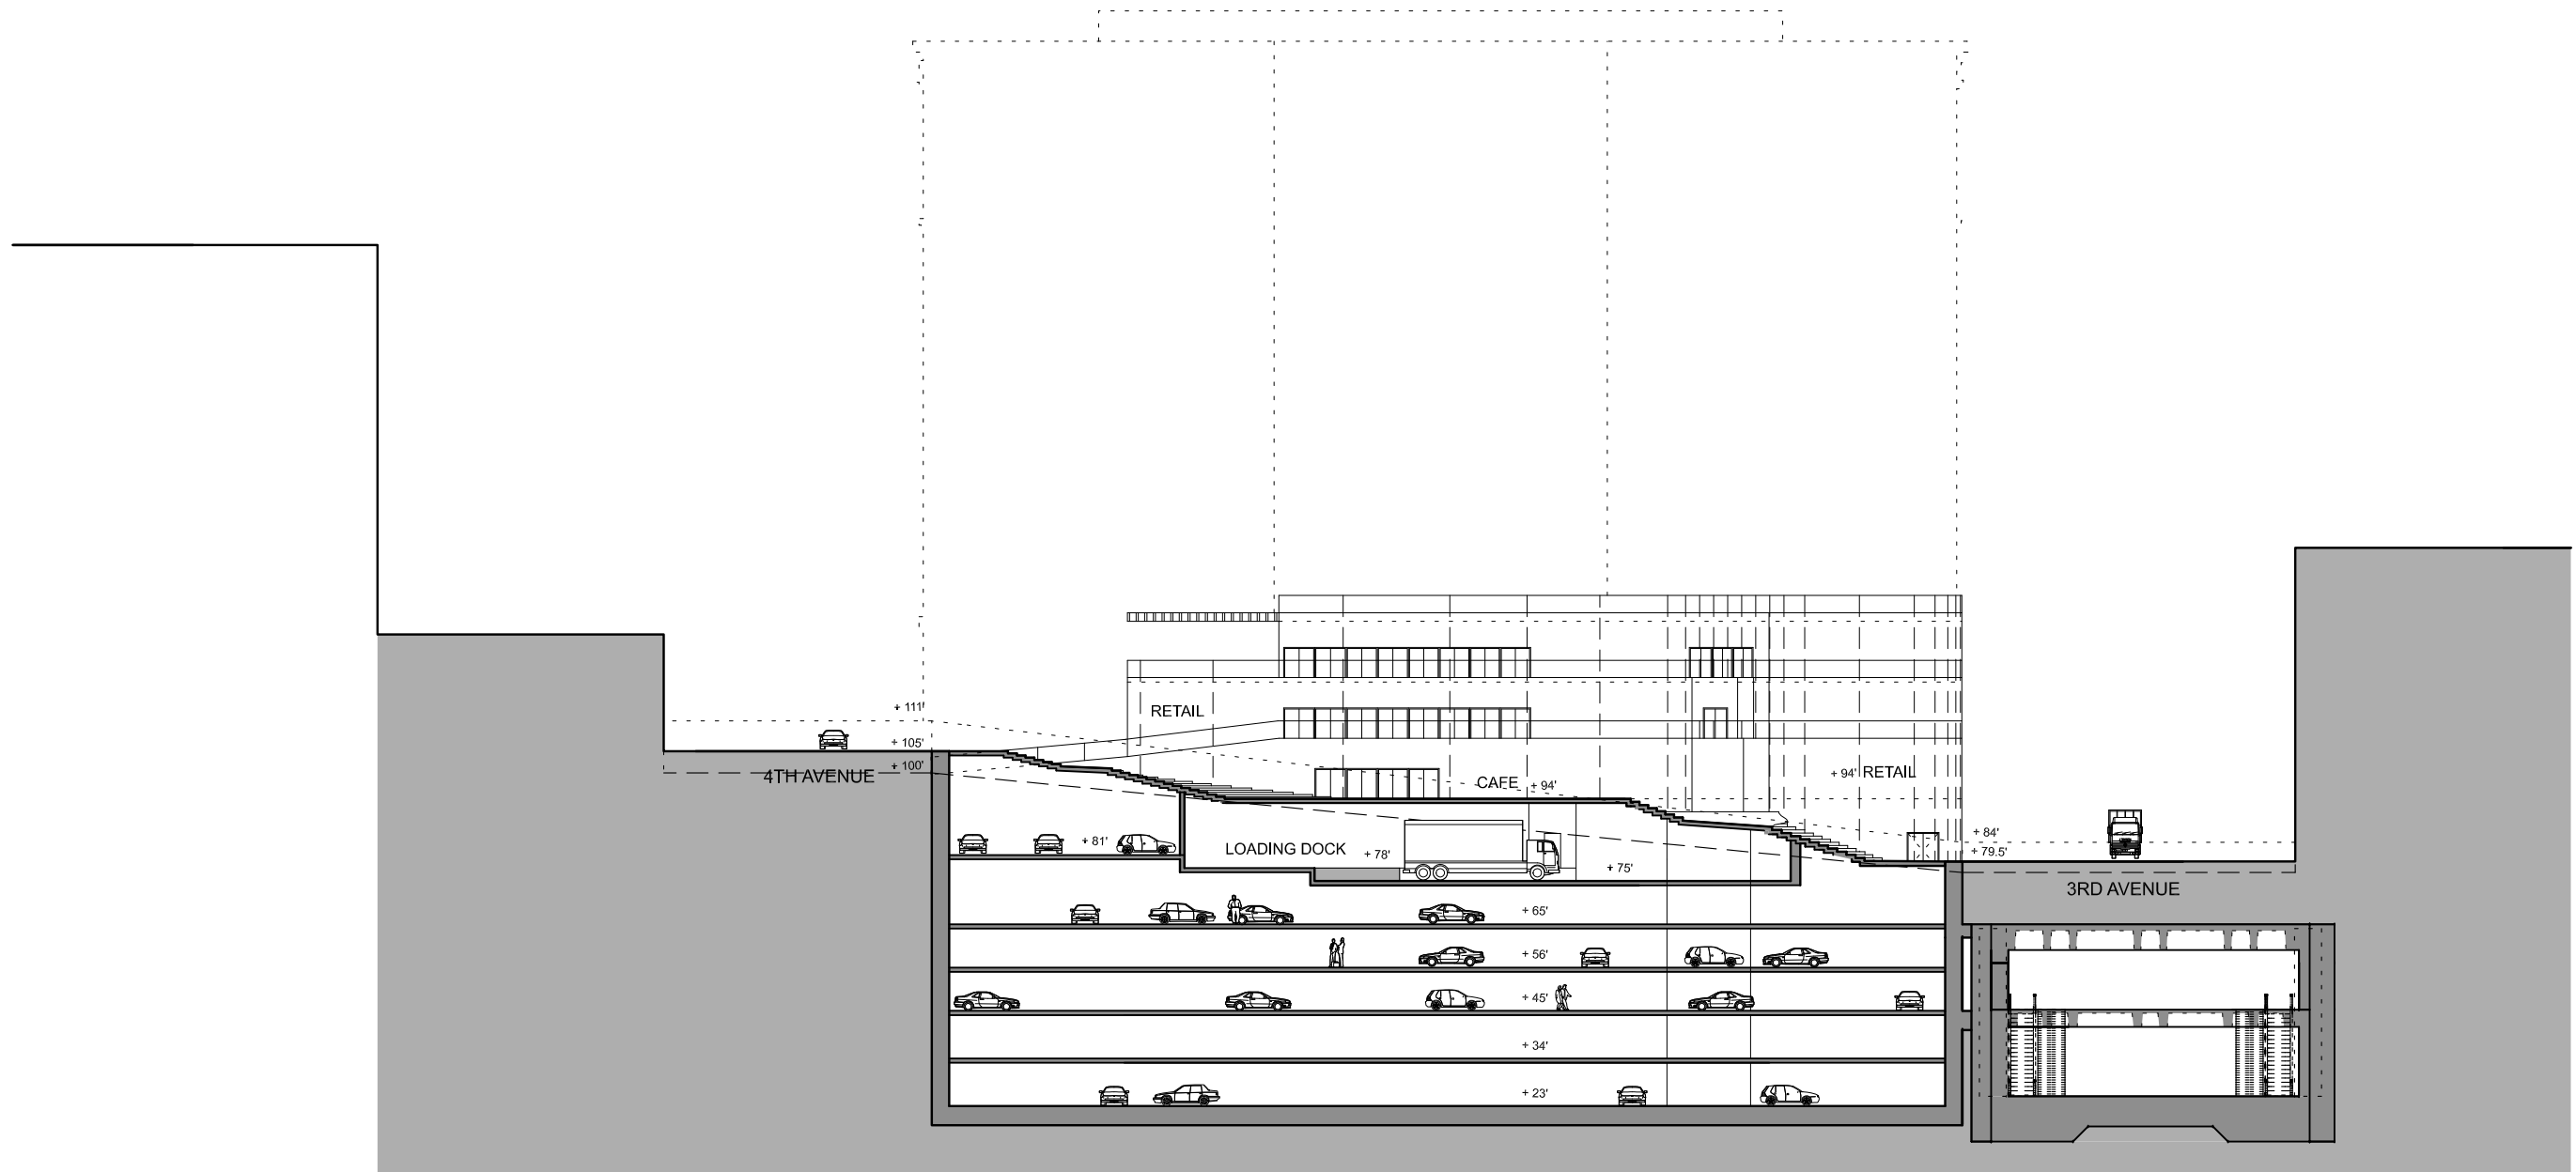 + 111'
RETAIL
+ 105'
+ 100'
4TH AVENUE
CAFE
+ 94'
+ 94'
RETAIL
+ 84'
+ 81'
LOADING DOCK
+ 78'
+ 79.5'
+ 75'
3RD AVENUE
+ 65'
+ 56'
+ 45'
+ 34'
+ 23'